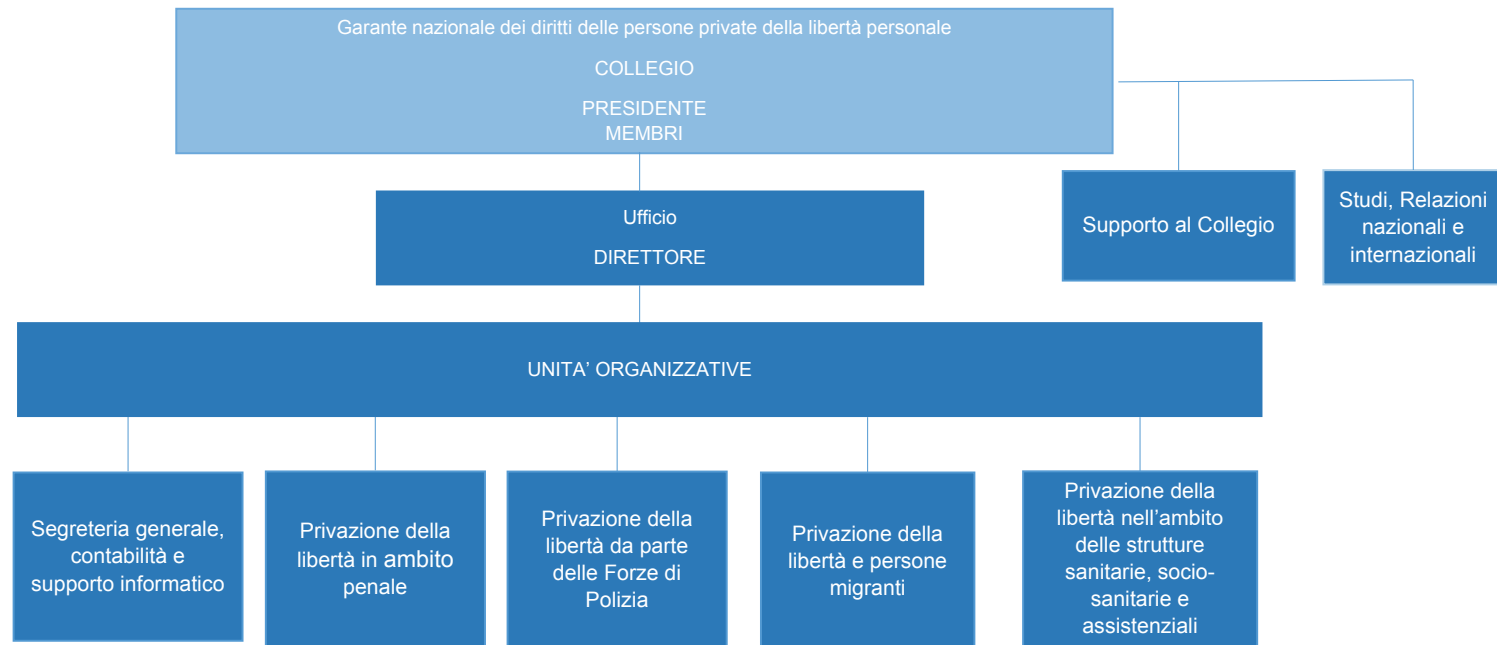 Garante nazionale dei diritti delle persone private della libertà personale
COLLEGIO
PRESIDENTE
MEMBRI
Ufficio
DIRETTORE
Supporto al Collegio
Studi, Relazioni
nazionali e
internazionali
UNITA’ ORGANIZZATIVE
Segreteria generale,
contabilità e
supporto informatico
Privazione della
libertà in ambito
penale
Privazione della
libertà da parte
delle Forze di
Polizia
Privazione della
libertà e persone
migranti
Privazione della
libertà nell’ambito
delle strutture
sanitarie, socio-
sanitarie e
assistenziali